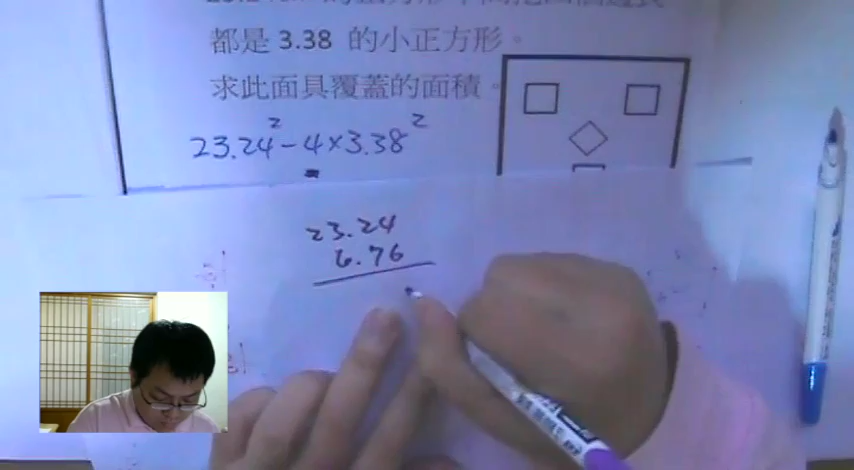 都是 3.38 的小正方形。
求此面具覆蓋的面積。
23.24² - 4 × 3.38²
23.24
6.76